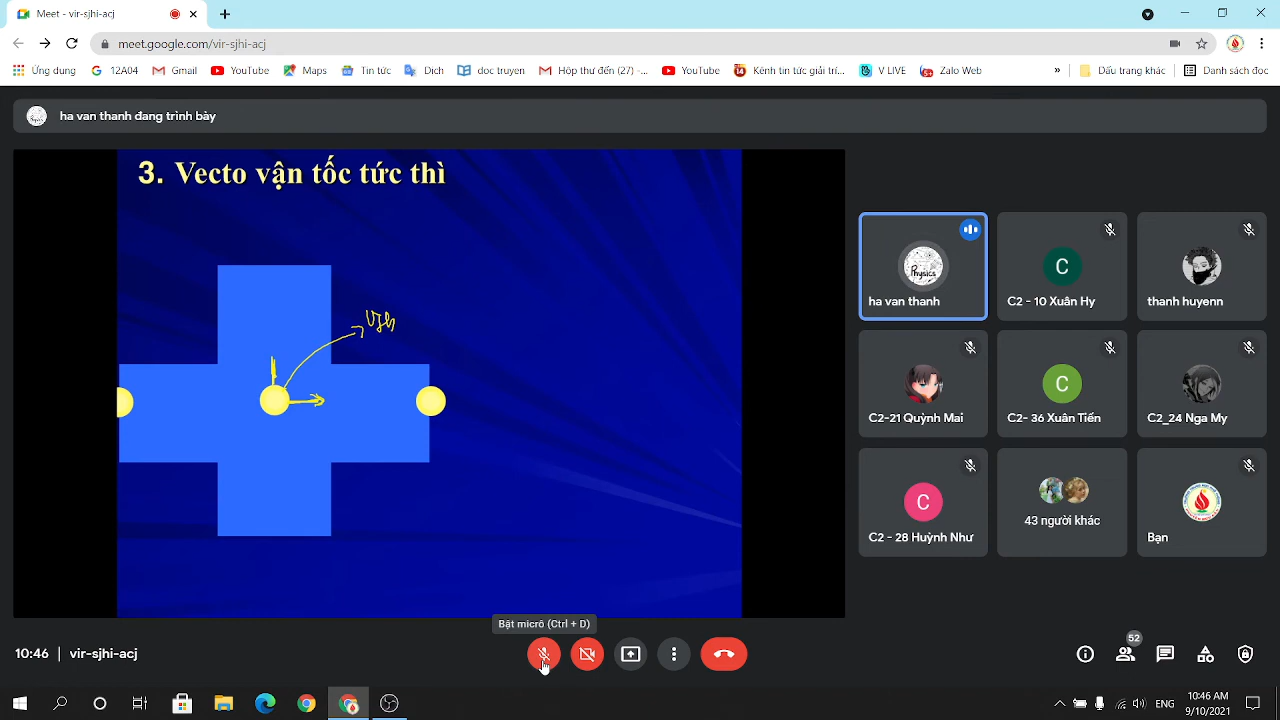 Meet - vir-sjhi-acj
meet.google.com/vir-sjhi-acj
Ứng dụng
12A04
Gmail
YouTube
Maps
Tin tức
Dịch
doc truyen
Hộp thư đến (27) -...
YouTube
Kênh tin tức giải trí...
V LIVE
Zalo Web
»
Dấu trang khác
Danh sách đọc
ha van thanh đang trình bày
3. Vecto vận tốc tức thì
Physics
ha van thanh
C
C2 - 10 Xuân Hy
thanh huyenn
C2-21 Quỳnh Mai
C
C2- 36 Xuân Tiến
C2_24 Nga My
C
C2 - 28 Huỳnh Như
43 người khác
Bạn
Bật micrô (Ctrl + D)
10:46 | vir-sjhi-acj
52
ENG
10:46 AM
9/10/2021